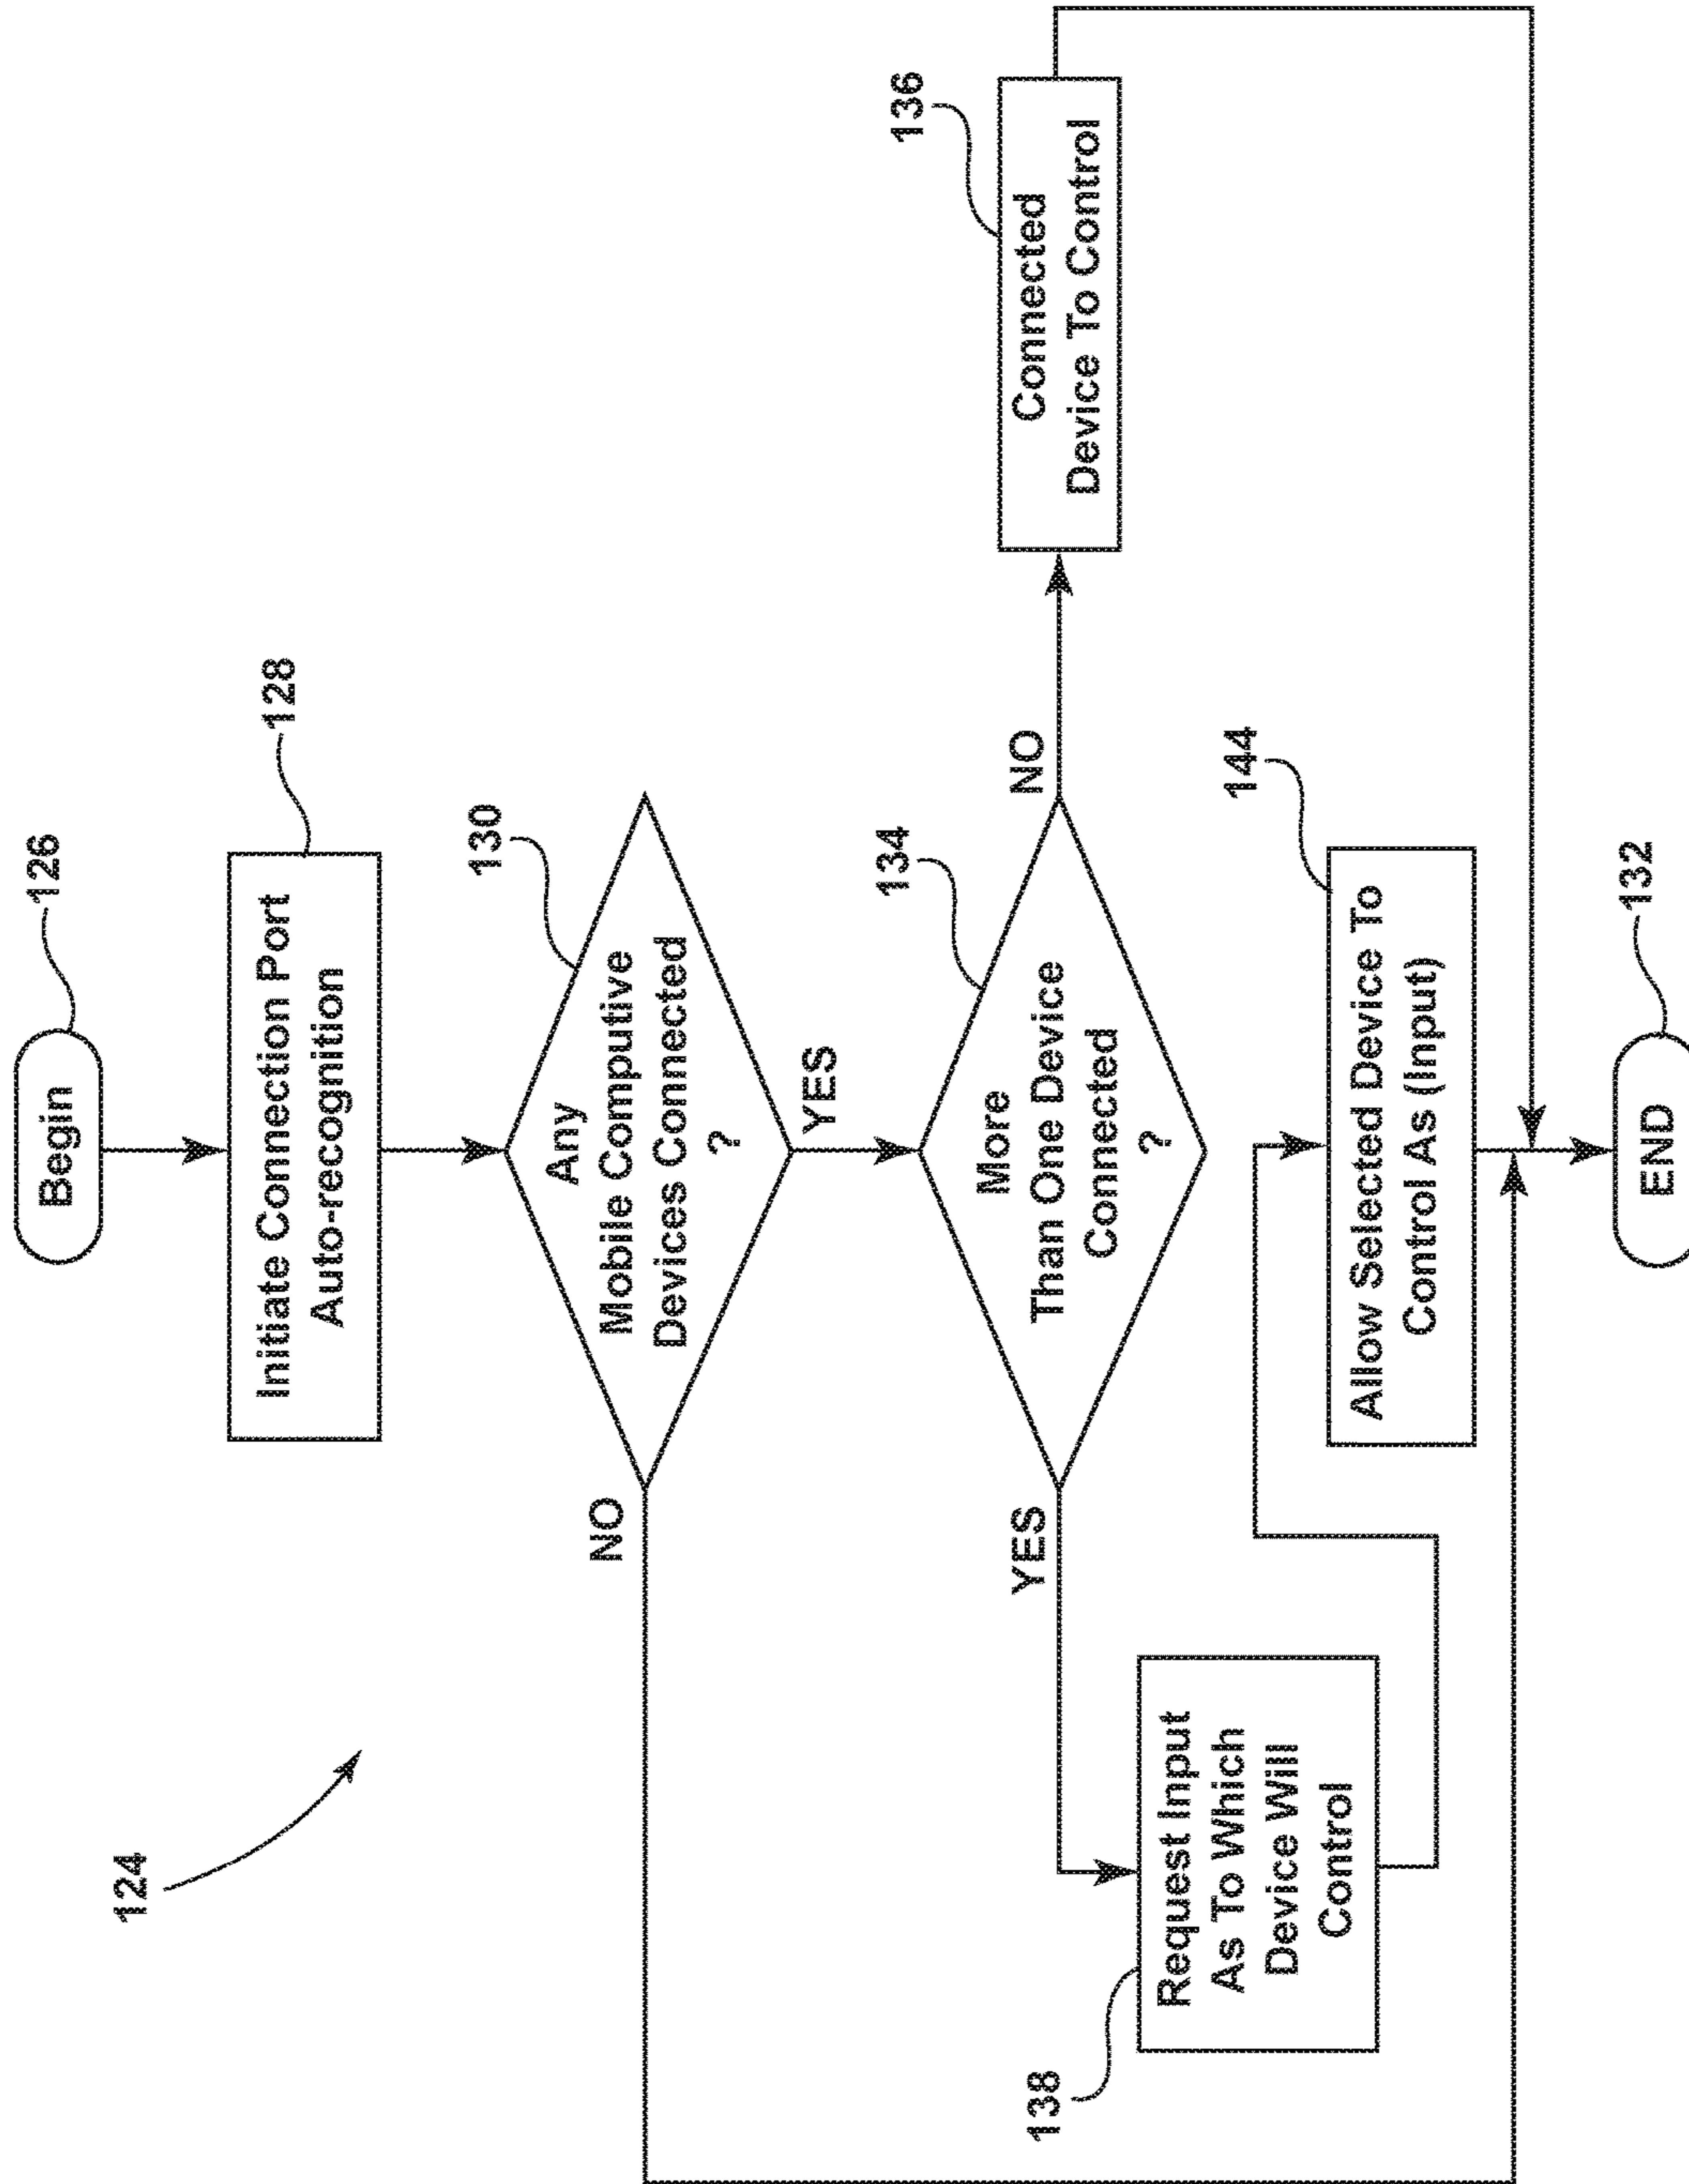 124
Begin
126
Initiate Connection Port
Auto-recognition
128
Any
Mobile Computive
Devices Connected
?
130
NO
YES
More
Than One Device
Connected
?
134
YES
NO
Connected
Device To Control
136
Request Input
As To Which
Device Will
Control
138
Allow Selected Device To
Control As (Input)
144
END
132